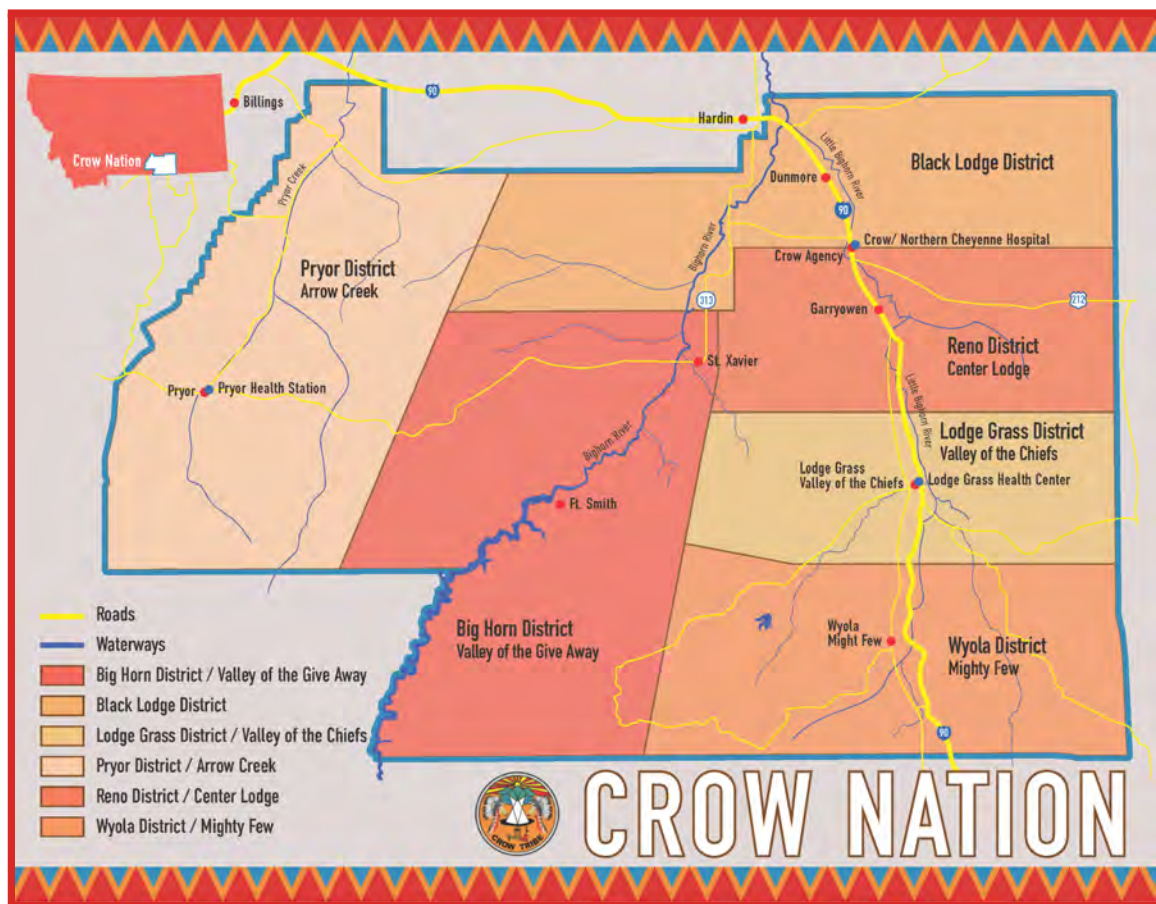 Billings
Crow Nation
90
Hardin
Little Bighorn River
Black Lodge District
Dunmore
90
Pryor Creek
Bighorn River
Crow/ Northern Cheyenne Hospital
Crow Agency
Pryor District
Arrow Creek
313
212
Garryowen
Reno District
Center Lodge
St. Xavier
Pryor
Pryor Health Station
Little Bighorn River
Lodge Grass District
Valley of the Chiefs
Bighorn River
Lodge Grass
Valley of the Chiefs
Lodge Grass Health Center
Ft. Smith
Roads
Waterways
Big Horn District / Valley of the Give Away
Black Lodge District
Lodge Grass District / Valley of the Chiefs
Pryor District / Arrow Creek
Reno District / Center Lodge
Wyola District / Mighty Few
Big Horn District
Valley of the Give Away
Wyola
Might Few
Wyola District
Mighty Few
90
CROW TRIBE
CROW NATION